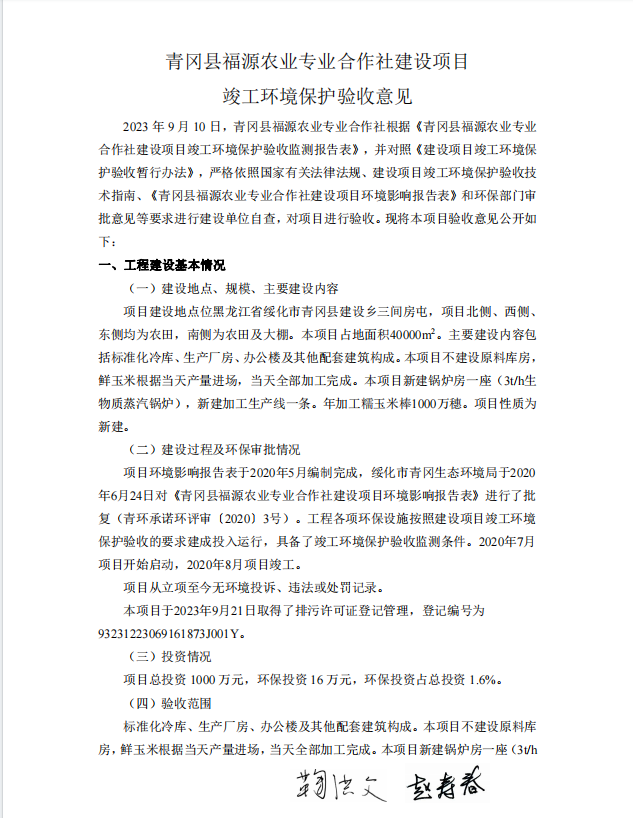 青冈县福源农业专业合作社建设项目
竣工环境保护验收意见
2023 年 9 月 10 日，青冈县福源农业专业合作社根据《青冈县福源农业专业
合作社建设项目竣工环境保护验收监测报告表》，并对照《建设项目竣工环境保
护验收暂行办法》，严格依照国家有关法律法规、建设项目竣工环境保护验收技
术指南、《青冈县福源农业专业合作社建设项目环境影响报告表》和环保部门审
批意见等要求进行建设单位自查，对项目进行验收。现将本项目验收意见公开如
下：
一、工程建设基本情况
（一）建设地点、规模、主要建设内容
项目建设地点位黑龙江省绥化市青冈县建设乡三间房屯，项目北侧、西侧、
东侧均为农田，南侧为农田及大棚。本项目占地面积40000m²。主要建设内容包
括标准化冷库、生产厂房、办公楼及其他配套建筑构成。本项目不建设原料库房，
鲜玉米根据当天产量进场，当天全部加工完成。本项目新建锅炉房一座（3t/h生
物质蒸汽锅炉），新建加工生产线一条。年加工糯玉米棒1000万穗。项目性质为
新建。
（二）建设过程及环保审批情况
项目环境影响报告表于2020年5月编制完成，绥化市青冈生态环境局于2020
年6月24日对《青冈县福源农业专业合作社建设项目环境影响报告表》进行了批
复（青环承诺环评审〔2020〕3号）。工程各项环保设施按照建设项目竣工环境
保护验收的要求建成投入运行，具备了竣工环境保护验收监测条件。2020年7月
项目开始启动，2020年8月项目竣工。
项目从立项至今无环境投诉、违法或处罚记录。
本项目于2023年9月21日取得了排污许可证登记管理，登记编号为
93231223069161873J001Y。
（三）投资情况
项目总投资 1000 万元，环保投资 16 万元，环保投资占总投资 1.6%。
（四）验收范围
标准化冷库、生产厂房、办公楼及其他配套建筑构成。本项目不建设原料库
房，鲜玉米根据当天产量进场，当天全部加工完成。本项目新建锅炉房一座（3t/h
赵寿春